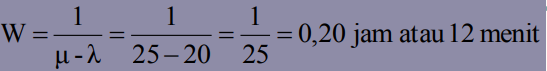 W = 1/(μ - λ) = 1/(25 – 20) = 1/25 = 0,20 jam atau 12 menit